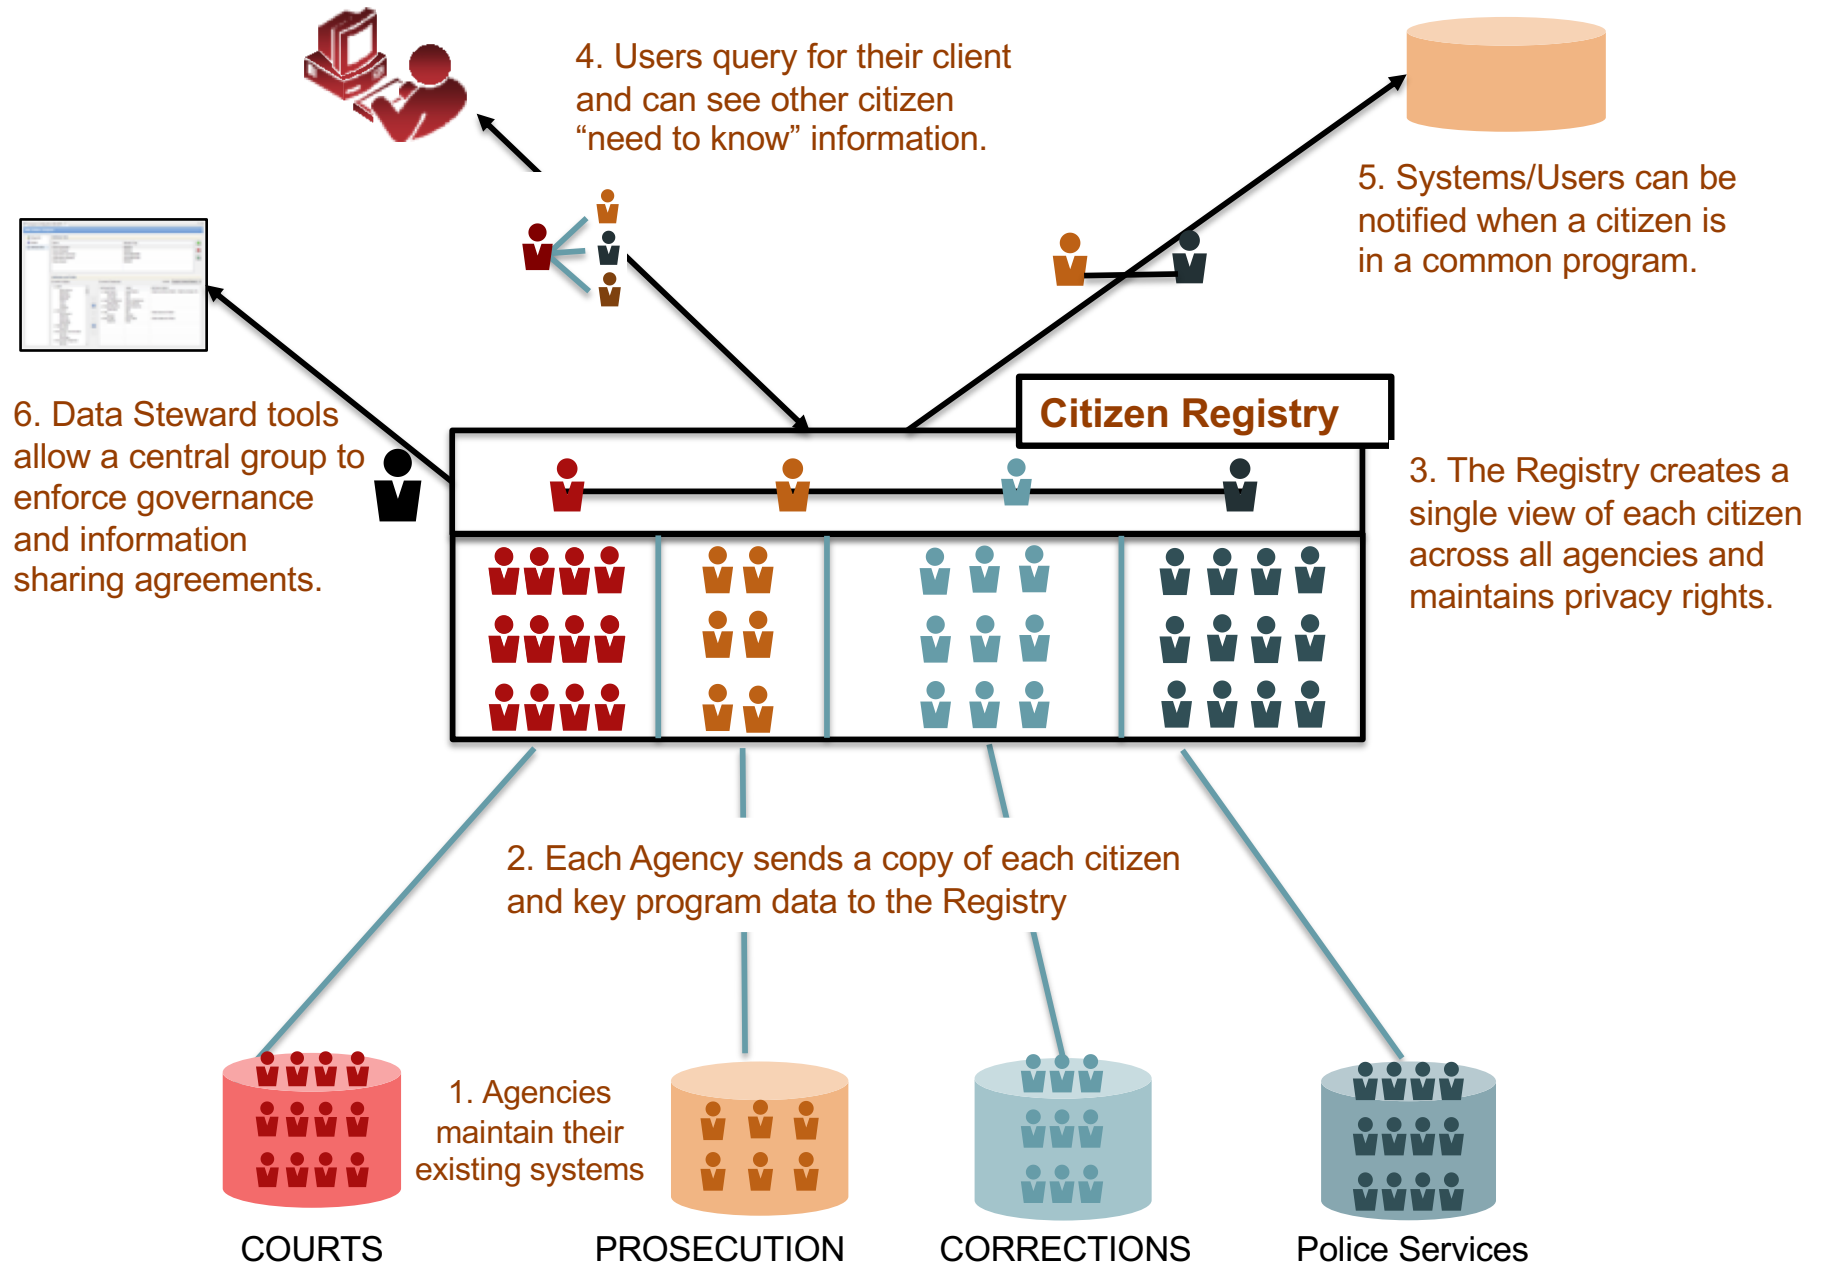 4. Users query for their client
and can see other citizen
“need to know” information.
5. Systems/Users can be
notified when a citizen is
in a common program.
6. Data Steward tools
allow a central group to
enforce governance
and information
sharing agreements.
Citizen Registry
3. The Registry creates a
single view of each citizen
across all agencies and
maintains privacy rights.
2. Each Agency sends a copy of each citizen
and key program data to the Registry
1. Agencies
maintain their
existing systems
COURTS
PROSECUTION
CORRECTIONS
Police Services